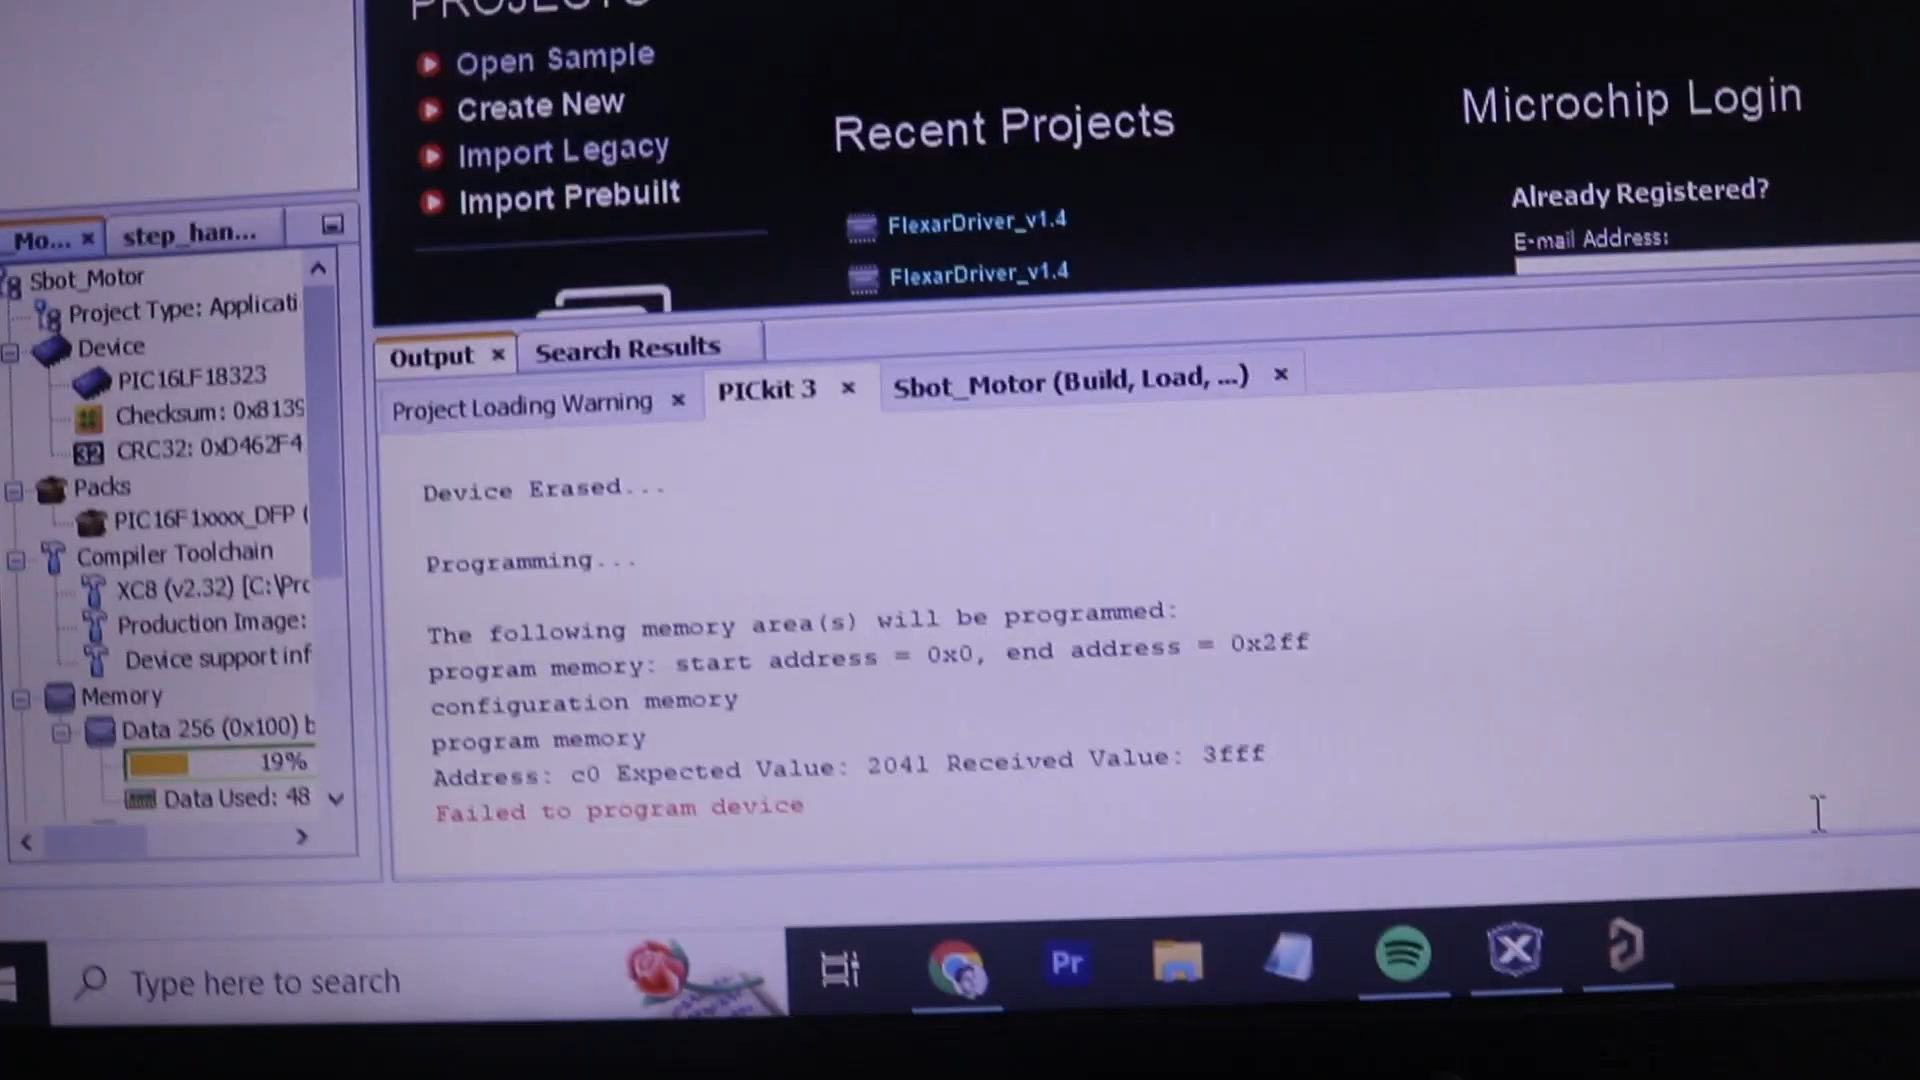 PROJECTS
Open Sample
Create New
Import Legacy
Import Prebuilt
Recent Projects
FlexarDriver_v1.4
FlexarDriver_v1.4
Microchip Login
Already Registered?
E-mail Address:
Mo...
step_han...
Sbot_Motor
Project Type: Applicati
Device
PIC16LF18323
Checksum: 0x8139
CRC32: 0xD462F4
Packs
PIC16F1xxxx_DFP (
Compiler Toolchain
XC8 (v2.32) [C:\Pro
Production Image:
Device support inf
Memory
Data 256 (0x100) b
19%
Data Used: 48
Output
Search Results
Project Loading Warning
PICkit 3
Sbot_Motor (Build, Load, ...)
Device Erased...
Programming...
The following memory area(s) will be programmed:
program memory: start address = 0x0, end address = 0x2ff
configuration memory
program memory
Address: c0 Expected Value: 2041 Received Value: 3fff
Failed to program device
Type here to search
Pr